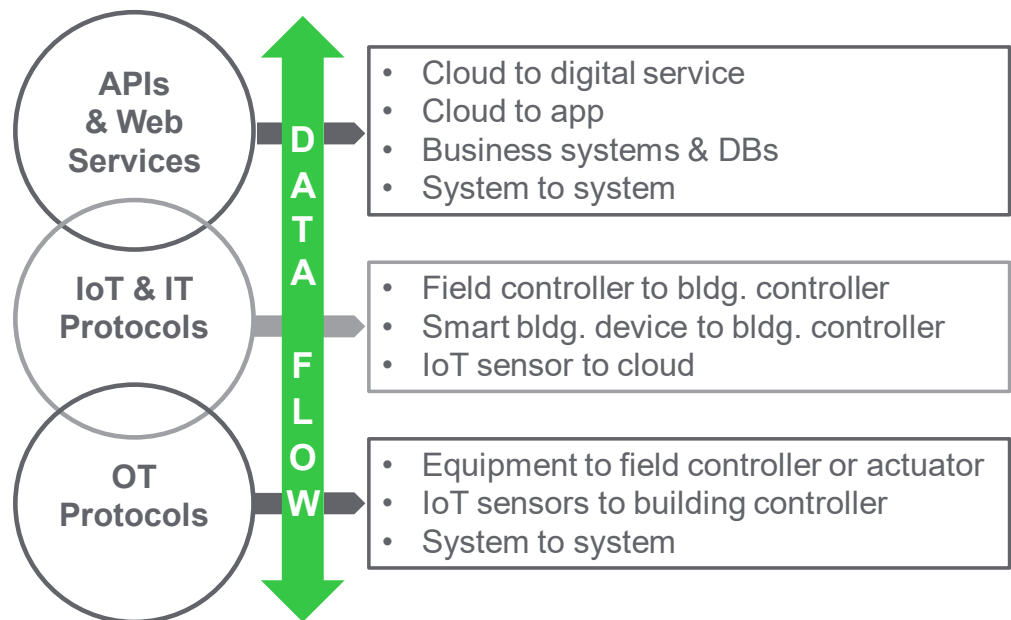 APIs
& Web
Services
DATA FLOW
• Cloud to digital service
• Cloud to app
• Business systems & DBs
• System to system
IoT & IT
Protocols
• Field controller to bldg. controller
• Smart bldg. device to bldg. controller
• IoT sensor to cloud
OT
Protocols
• Equipment to field controller or actuator
• IoT sensors to building controller
• System to system